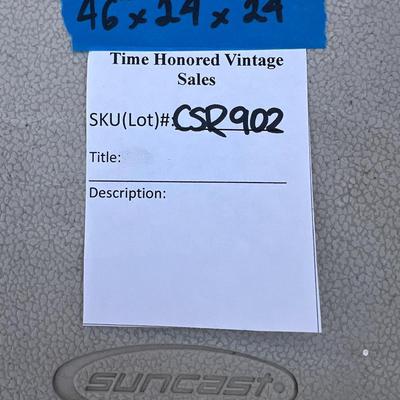 46 x 24 x 24
Time Honored Vintage
Sales
SKU(Lot)#: CSR902
Title:
Description:
suncast